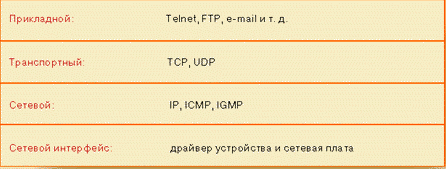 Прикладной: Telnet, FTP, e-mail и т. д.
Транспортный: TCP, UDP
Сетевой: IP, ICMP, IGMP
Сетевой интерфейс: драйвер устройства и сетевая плата